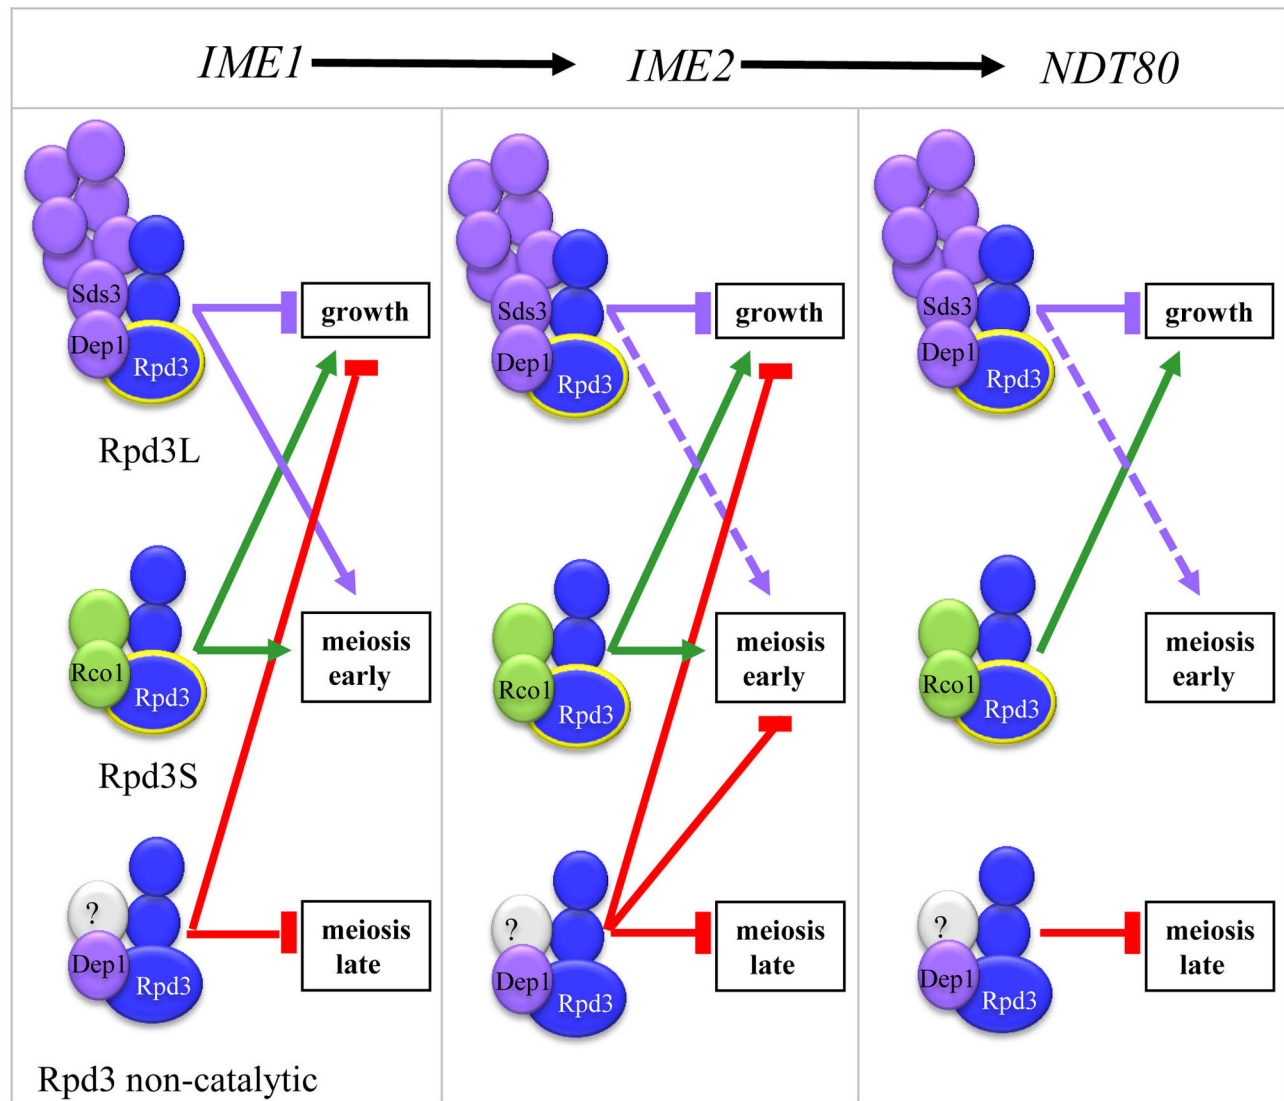 IME1 IME2 NDT80
Sds3
Dep1
Rpd3
growth
Rpd3L
Rco1
Rpd3
meiosis
early
Rpd3S
?
Dep1
Rpd3
meiosis
late
Rpd3 non-catalytic
Sds3
Dep1
Rpd3
growth
Rco1
Rpd3
meiosis
early
?
Dep1
Rpd3
meiosis
late
Sds3
Dep1
Rpd3
growth
Rco1
Rpd3
meiosis
early
?
Dep1
Rpd3
meiosis
late